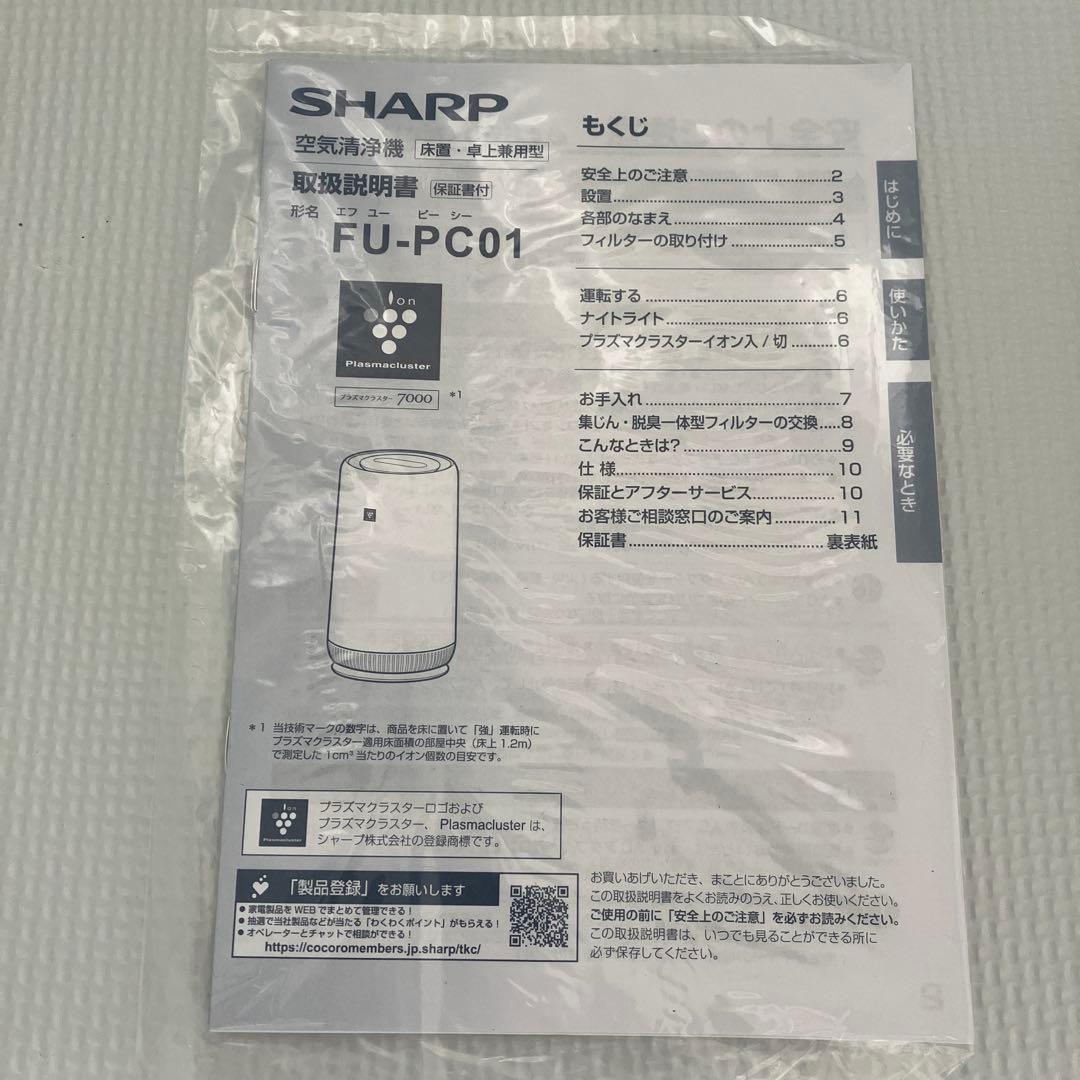 SHARP
空気清浄機 床置・卓上兼用型
取扱説明書 保証書付
形名 エフ ユー ピー シー
FU-PC01
Ion
Plasmacluster
プラズマクラスター 7000 *1
*1 当技術マークの数字は、商品を床に置いて「強」運転時に
プラズマクラスター適用床面積の部屋中央（床上1.2m）
で測定した1cm³当たりのイオン個数の目安です。
Ion
Plasmacluster
プラズマクラスターロゴおよび
プラズマクラスター、Plasmaclusterは、
シャープ株式会社の登録商標です。
「製品登録」をお願いします
● 家電製品をWEBでまとめて管理できる！
● 抽選で当社製品などが当たる「わくわくポイント」がもらえる！
● オペレーターとチャットで相談ができる！
https://cocoromembers.jp.sharp/tkc/
もくじ
安全上のご注意……2
設置……3
各部のなまえ……4
フィルターの取り付け……5
はじめに
運転する……6
ナイトライト……6
プラズマクラスターイオン入/切……6
使いかた
お手入れ……7
集じん・脱臭一体型フィルターの交換……8
こんなときは?……9
仕様……10
保証とアフターサービス……10
お客様ご相談窓口のご案内……11
保証書……裏表紙
必要なとき
お買いあげいただき、まことにありがとうございました。
この取扱説明書をよくお読みのうえ、正しくお使いください。
ご使用の前に「安全上のご注意」を必ずお読みください。
この取扱説明書は、いつでも見ることができる所に
必ず保存してください。